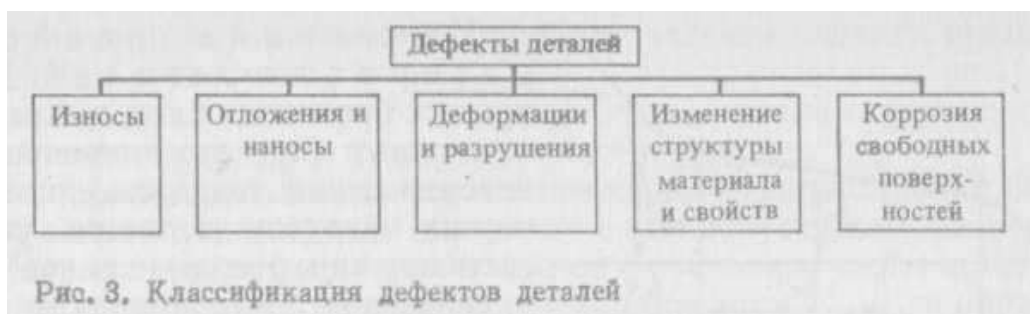 Дефекты деталей
Износы
Отложения и
наносы
Деформации
и разрушения
Изменение
структуры
материала
и свойств
Коррозия
свободных
поверх-
ностей
Рис. 3. Классификация дефектов деталей